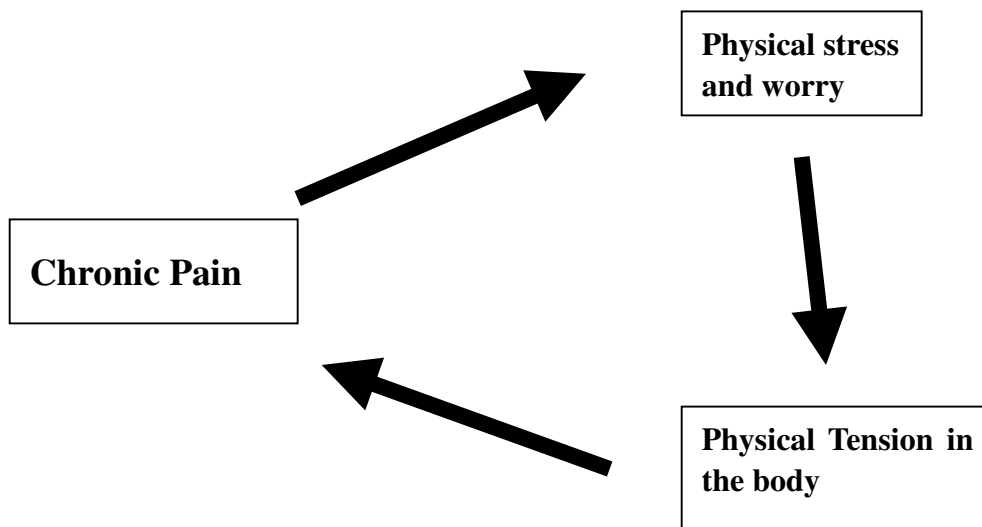 Physical stress
and worry
Chronic Pain
Physical Tension in
the body